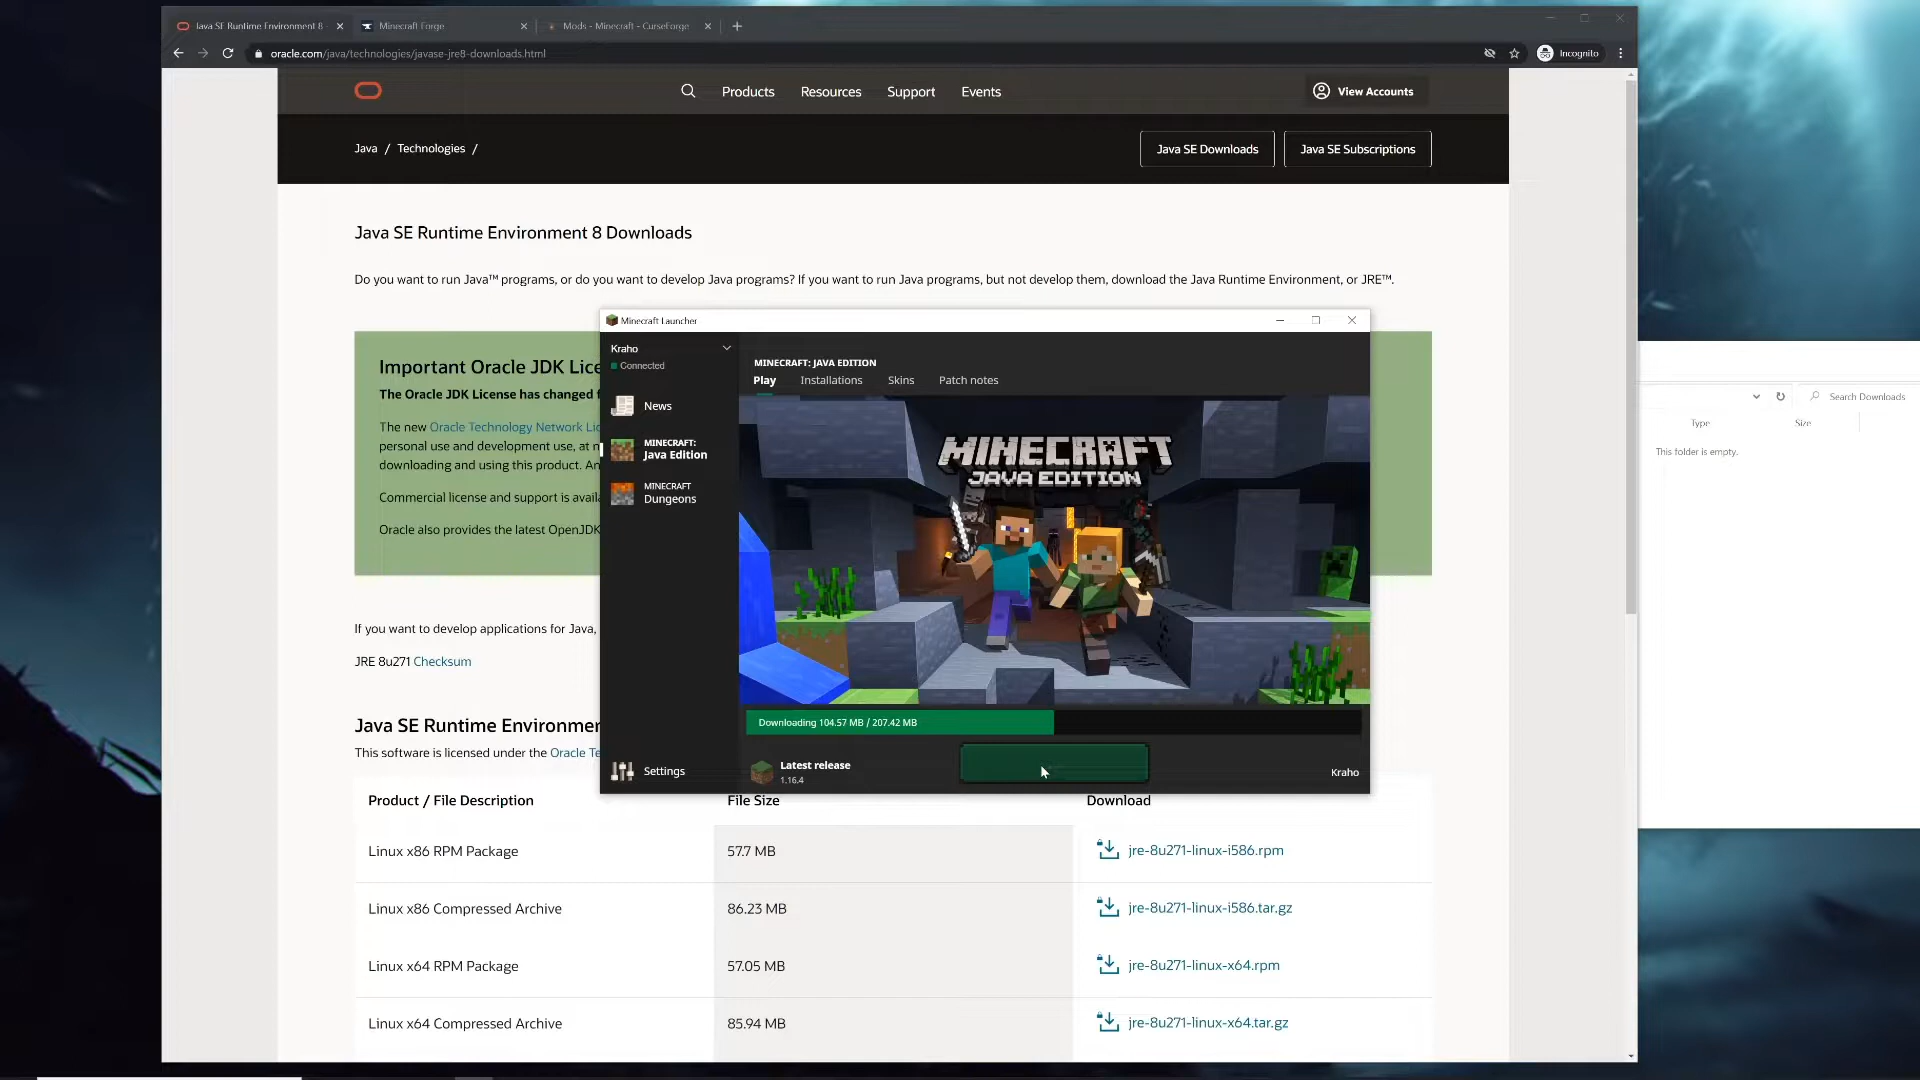 Java SE Runtime Environment 8
Minecraft Forge
Mods - Minecraft - CurseForge
oracle.com/java/technologies/javase-jre8-downloads.html
Incognito
Products
Resources
Support
Events
View Accounts
Java / Technologies /
Java SE Downloads
Java SE Subscriptions
Java SE Runtime Environment 8 Downloads
Do you want to run Java™ programs, or do you want to develop Java programs? If you want to run Java programs, but not develop them, download the Java Runtime Environment, or JRE™.
Important Oracle JDK Lice
The Oracle JDK License has changed f
The new Oracle Technology Network Lic
personal use and development use, at n
downloading and using this product. An
Commercial license and support is availa
Oracle also provides the latest OpenJDK
If you want to develop applications for Java,
JRE 8u271 Checksum
Java SE Runtime Environmen
This software is licensed under the Oracle Te
Product / File Description
File Size
Download
Linux x86 RPM Package
57.7 MB
jre-8u271-linux-i586.rpm
Linux x86 Compressed Archive
86.23 MB
jre-8u271-linux-i586.tar.gz
Linux x64 RPM Package
57.05 MB
jre-8u271-linux-x64.rpm
Linux x64 Compressed Archive
85.94 MB
jre-8u271-linux-x64.tar.gz
Minecraft Launcher
Kraho
Connected
News
MINECRAFT:
Java Edition
MINECRAFT
Dungeons
Settings
MINECRAFT: JAVA EDITION
Play
Installations
Skins
Patch notes
MINECRAFT
JAVA EDITION
Downloading 104.57 MB / 207.42 MB
Latest release
1.16.4
Kraho
Search Downloads
Type
Size
This folder is empty.